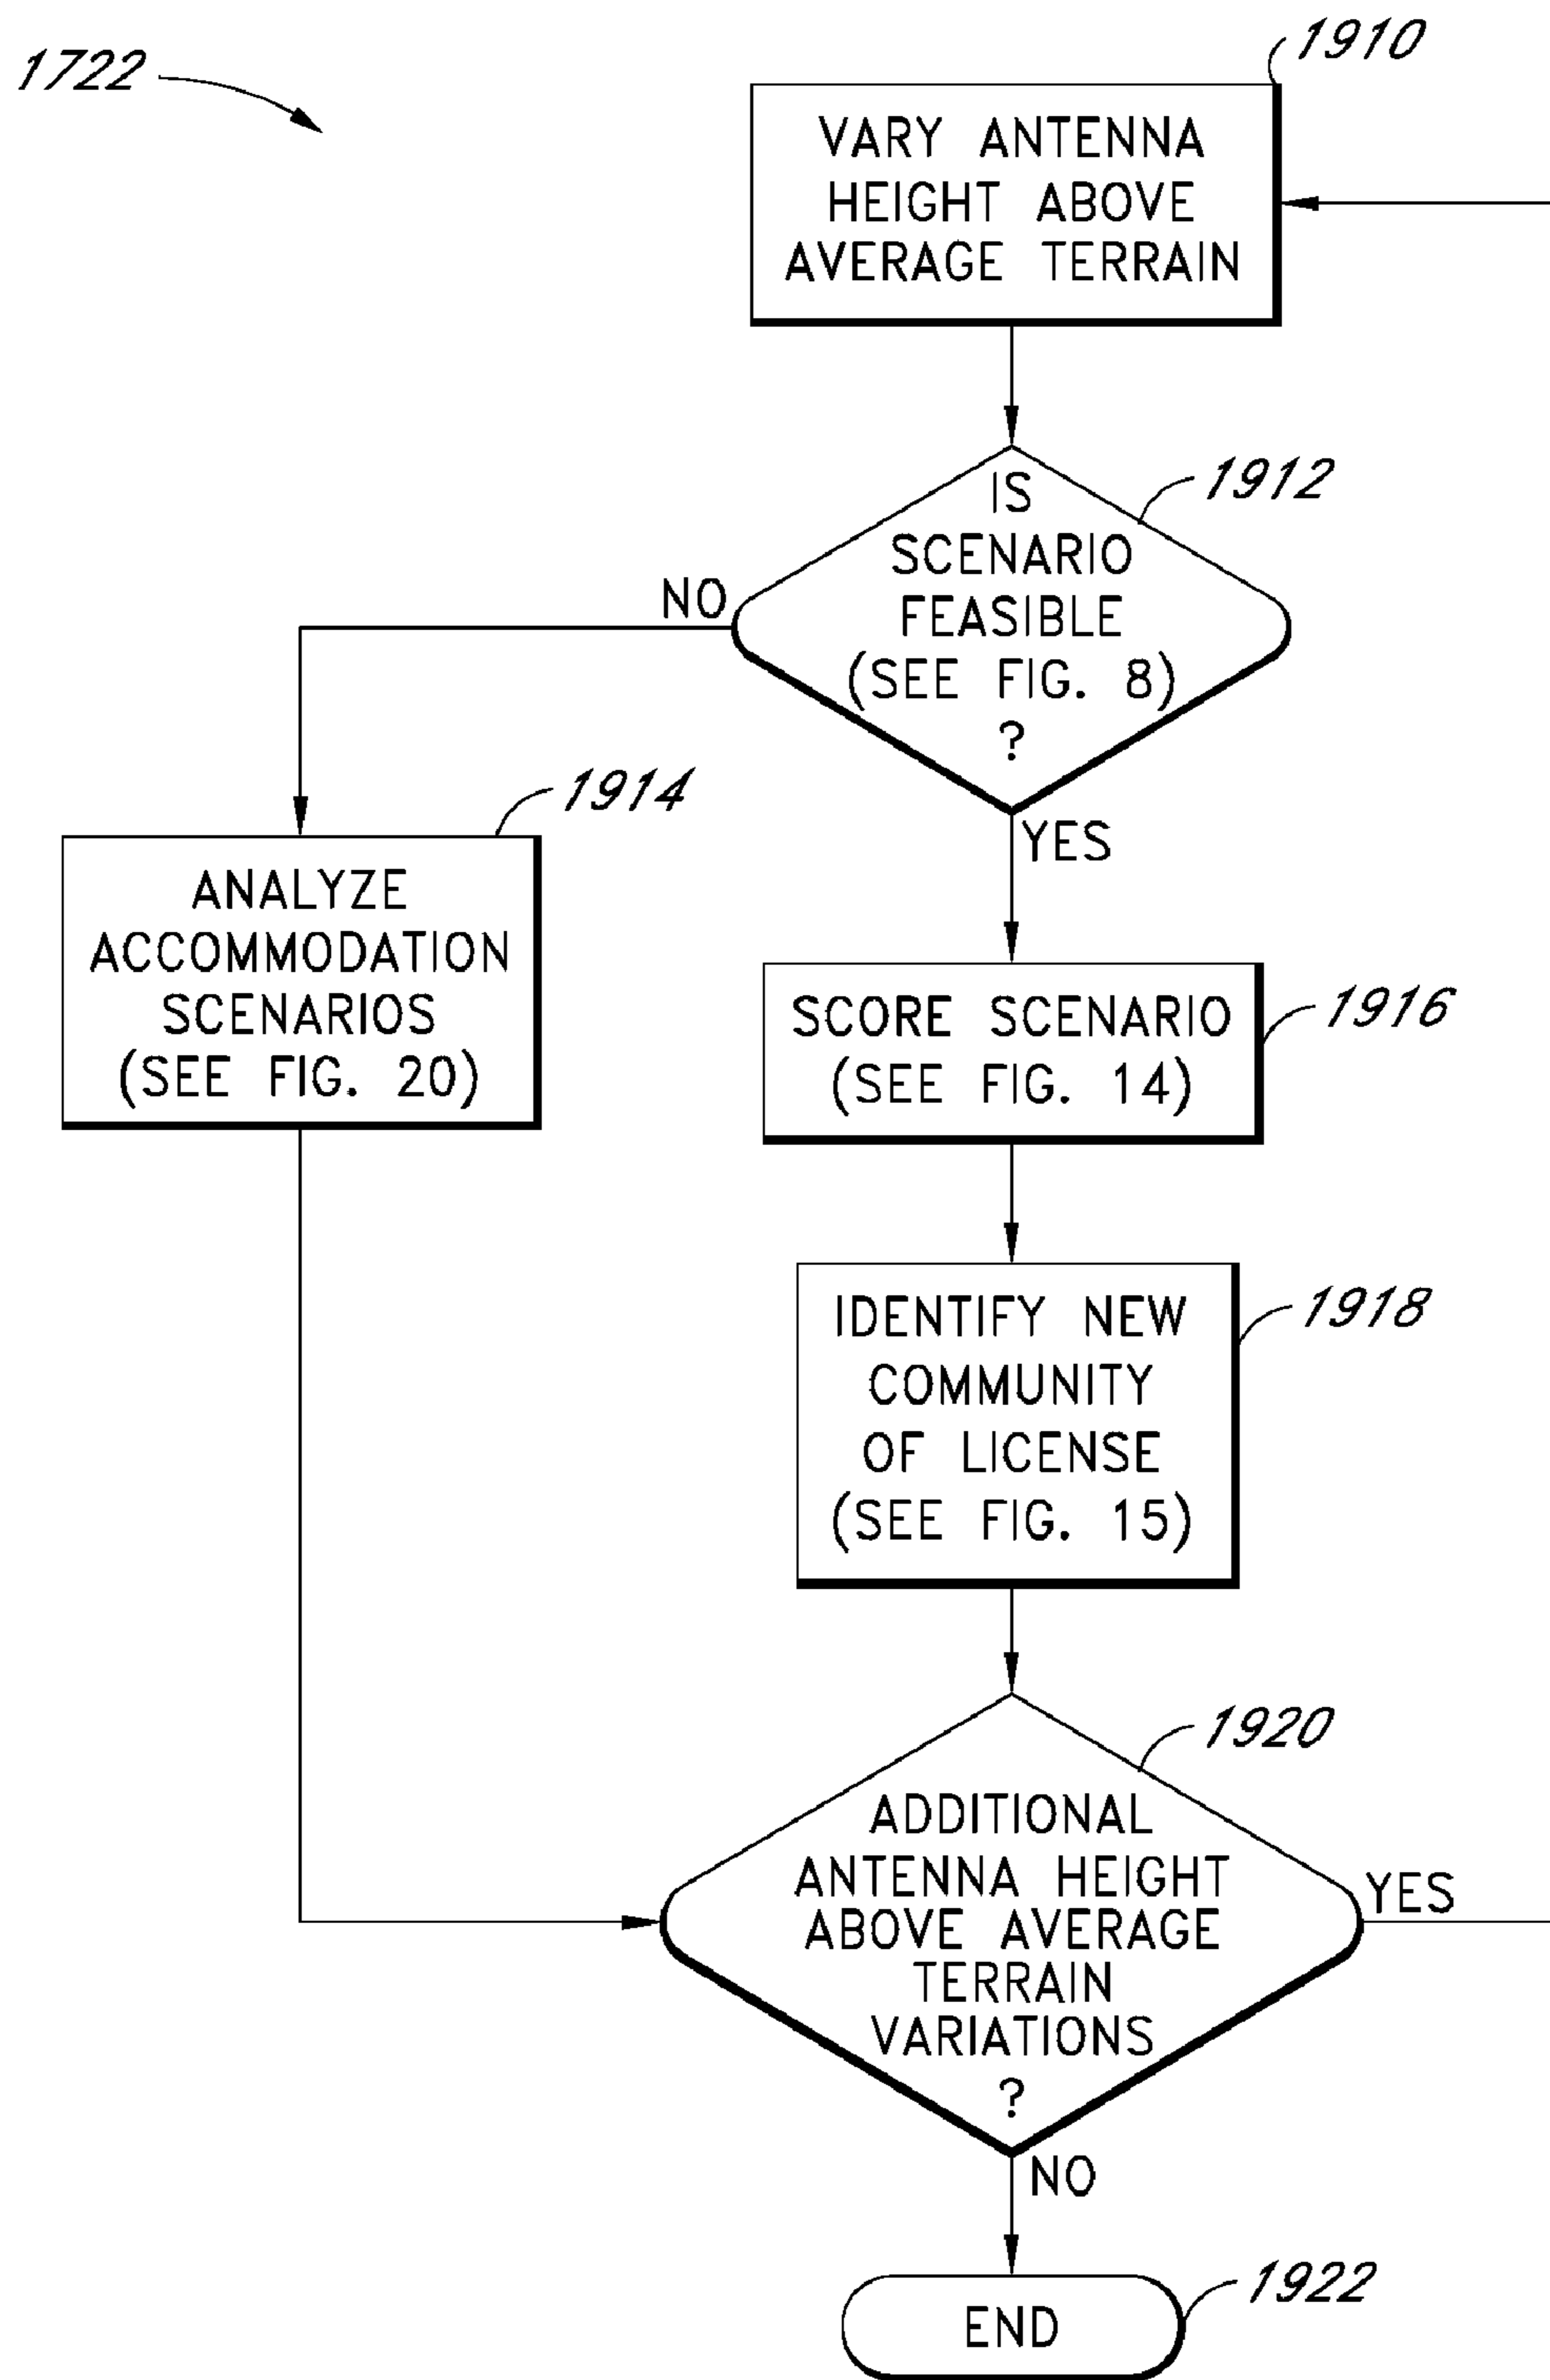 1722
1910
VARY ANTENNA
HEIGHT ABOVE
AVERAGE TERRAIN
1912
IS
SCENARIO
FEASIBLE
(SEE FIG. 8)
?
NO
YES
1914
ANALYZE
ACCOMMODATION
SCENARIOS
(SEE FIG. 20)
1916
SCORE SCENARIO
(SEE FIG. 14)
1918
IDENTIFY NEW
COMMUNITY
OF LICENSE
(SEE FIG. 15)
1920
ADDITIONAL
ANTENNA HEIGHT
ABOVE AVERAGE
TERRAIN
VARIATIONS
?
YES
NO
1922
END